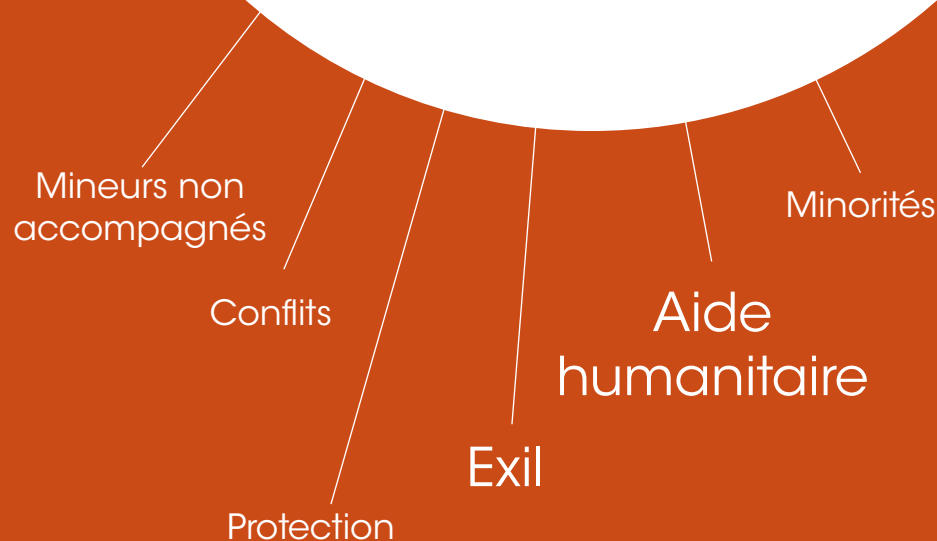 Mineurs non
accompagnés
Minorités
Conflits
Aide
humanitaire
Exil
Protection